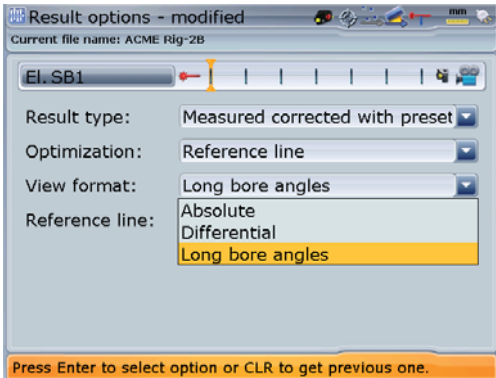 Result options - modified
mm
Current file name: ACME Rig-2B
El. SB1
Result type: Measured corrected with preset
Optimization: Reference line
View format: Long bore angles
Reference line:
Absolute
Differential
Long bore angles
Press Enter to select option or CLR to get previous one.